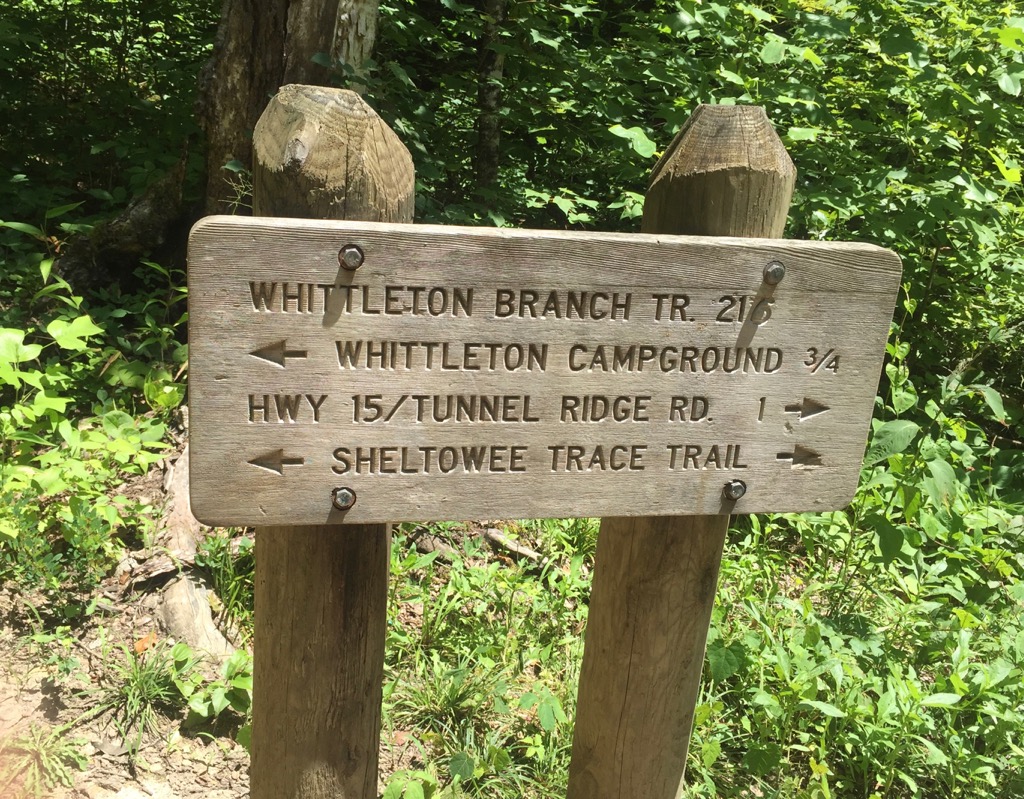 WHITTLETON BRANCH TR. 216
← WHITTLETON CAMPGROUND 3/4
HWY 15/TUNNEL RIDGE RD. 1 →
← SHELTOWEE TRACE TRAIL →